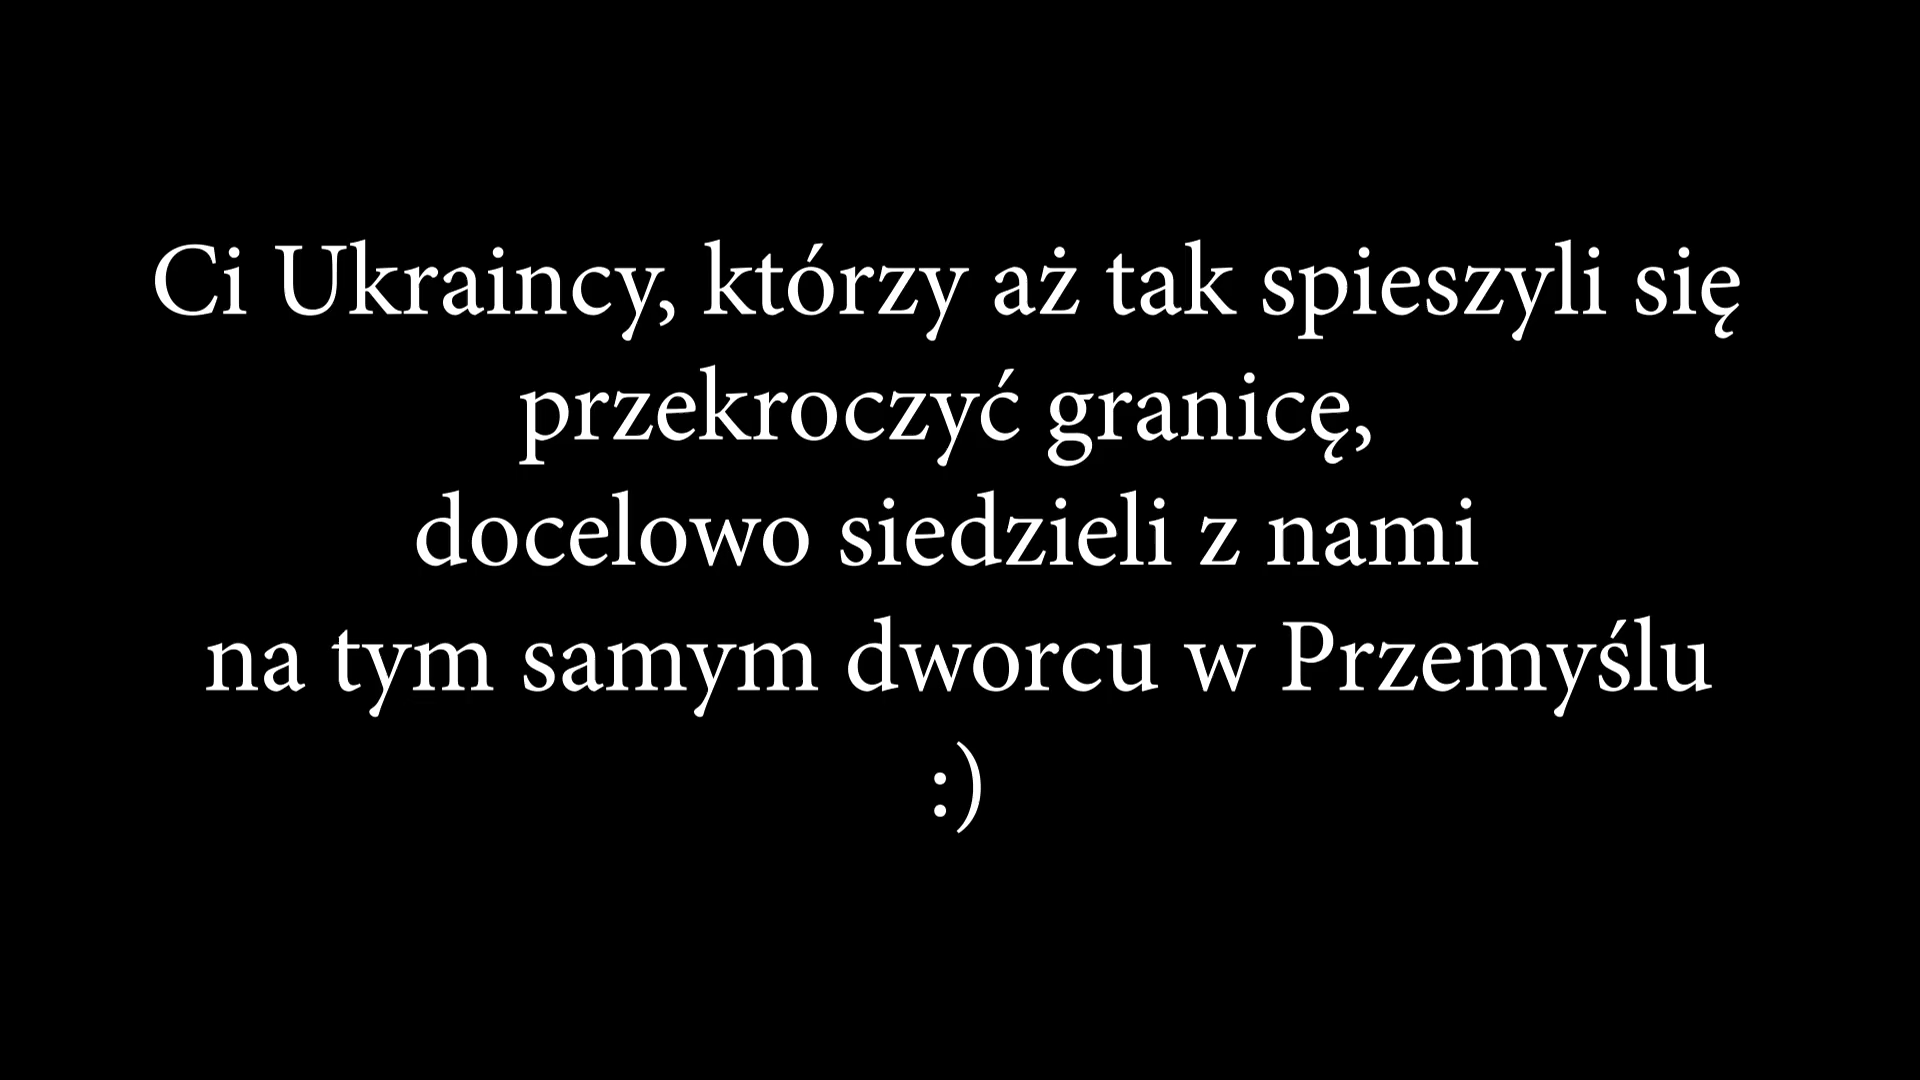 Ci Ukraincy, którzy aż tak spieszyli się
przekroczyć granicę,
docelowo siedzieli z nami
na tym samym dworcu w Przemyślu
:)